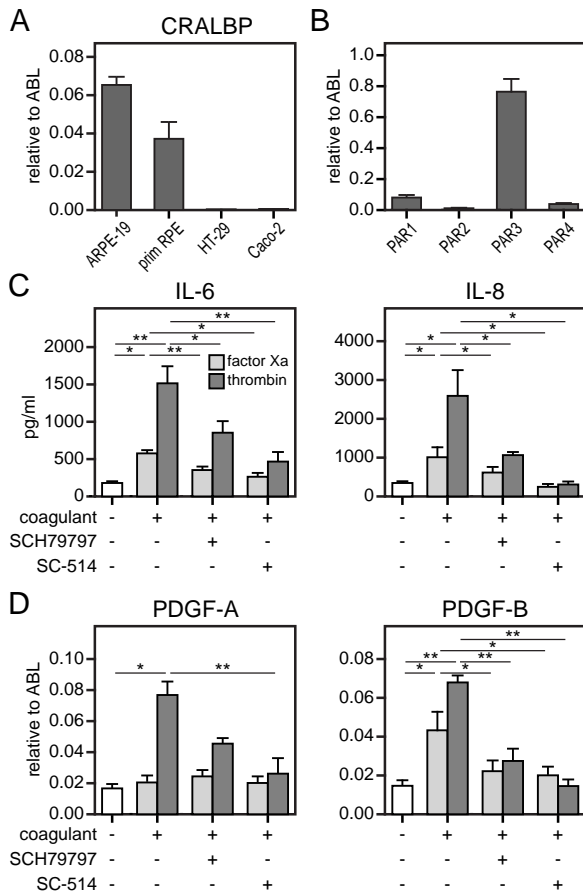 A
CRALBP
relative to ABL
0.08
0.06
0.04
0.02
0.00
ARPE-19
prim RPE
HT-29
Caco-2
B
relative to ABL
1.0
0.8
0.6
0.4
0.2
0.0
PAR1
PAR2
PAR3
PAR4
C
IL-6
pg/ml
2000
1500
1000
500
0
**
*
**
*
**
*
factor Xa
thrombin
coagulant - + + +
SCH79797 - - + -
SC-514 - - - +
IL-8
4000
3000
2000
1000
0
*
*
*
*
*
*
- + + +
- - + -
- - - +
D
PDGF-A
relative to ABL
0.10
0.08
0.06
0.04
0.02
0.00
*
**
coagulant - + + +
SCH79797 - - + -
SC-514 - - - +
PDGF-B
0.08
0.06
0.04
0.02
0.00
**
*
**
*
**
*
- + + +
- - + -
- - - +